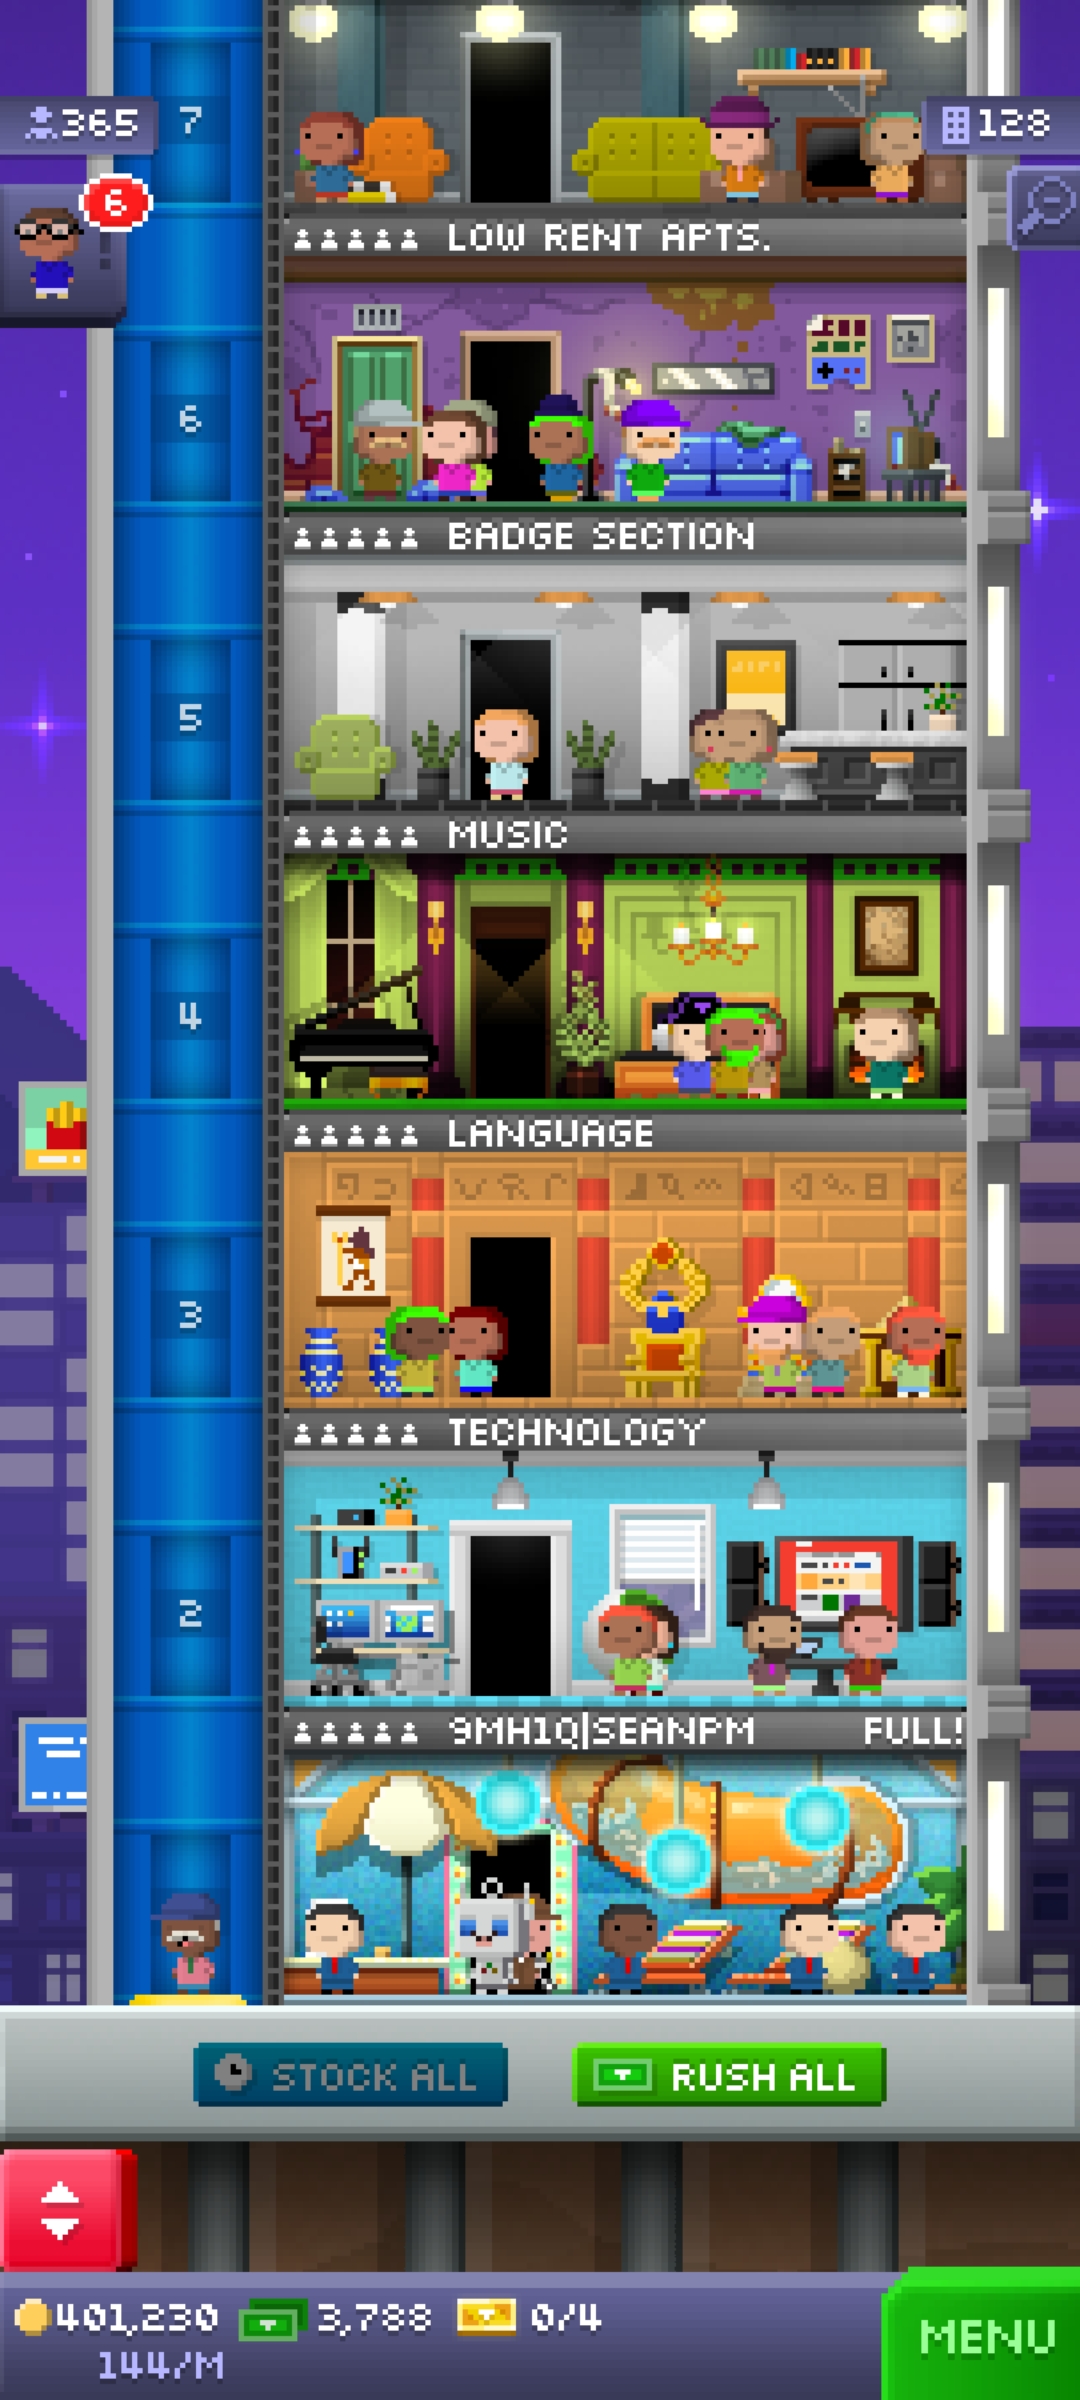 7
365
128
6
LOW RENT APTS.
6
BADGE SECTION
5
MUSIC
4
LANGUAGE
3
TECHNOLOGY
2
9MH1Q|SEANPM FULL!
STOCK ALL
RUSH ALL
401,230 3,788 0/4
144/M
MENU